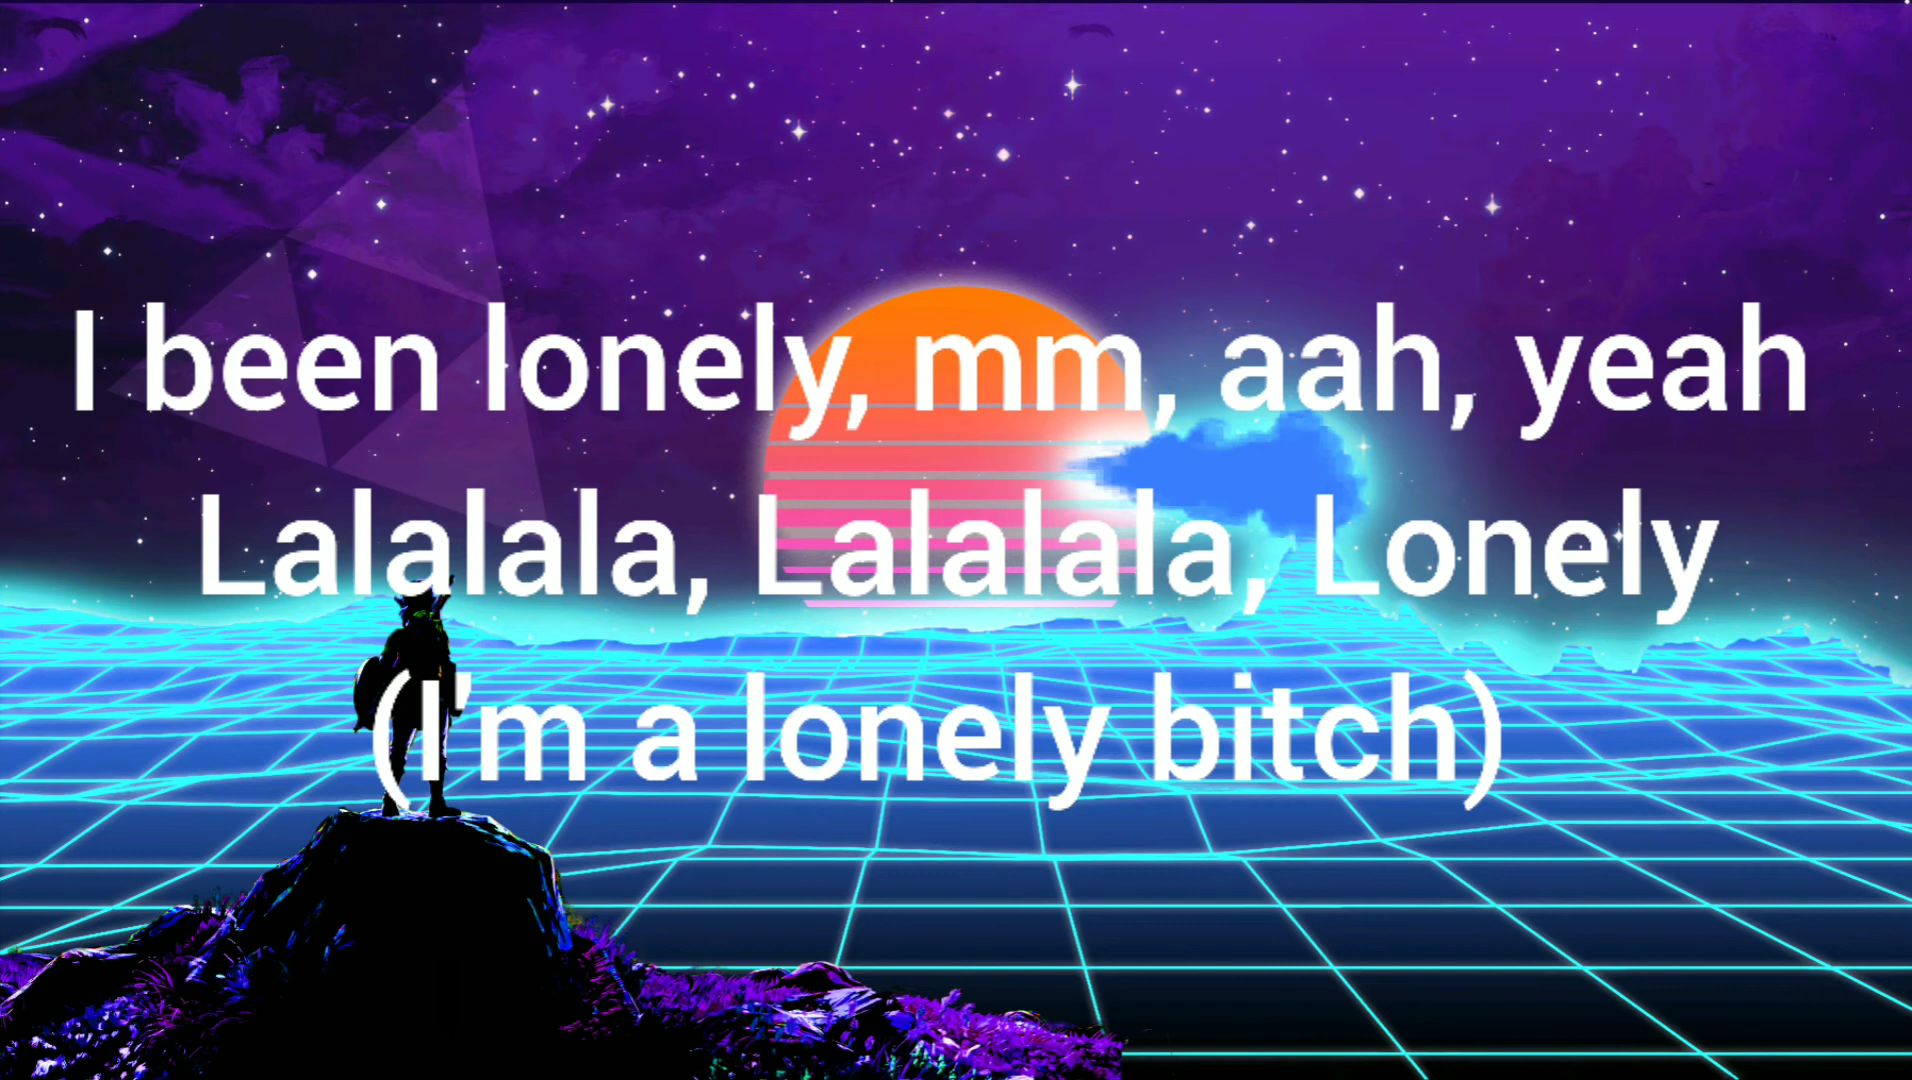 I been lonely, mm, aah, yeah
Lalalala, Lalalala, Lonely
(I'm a lonely bitch)